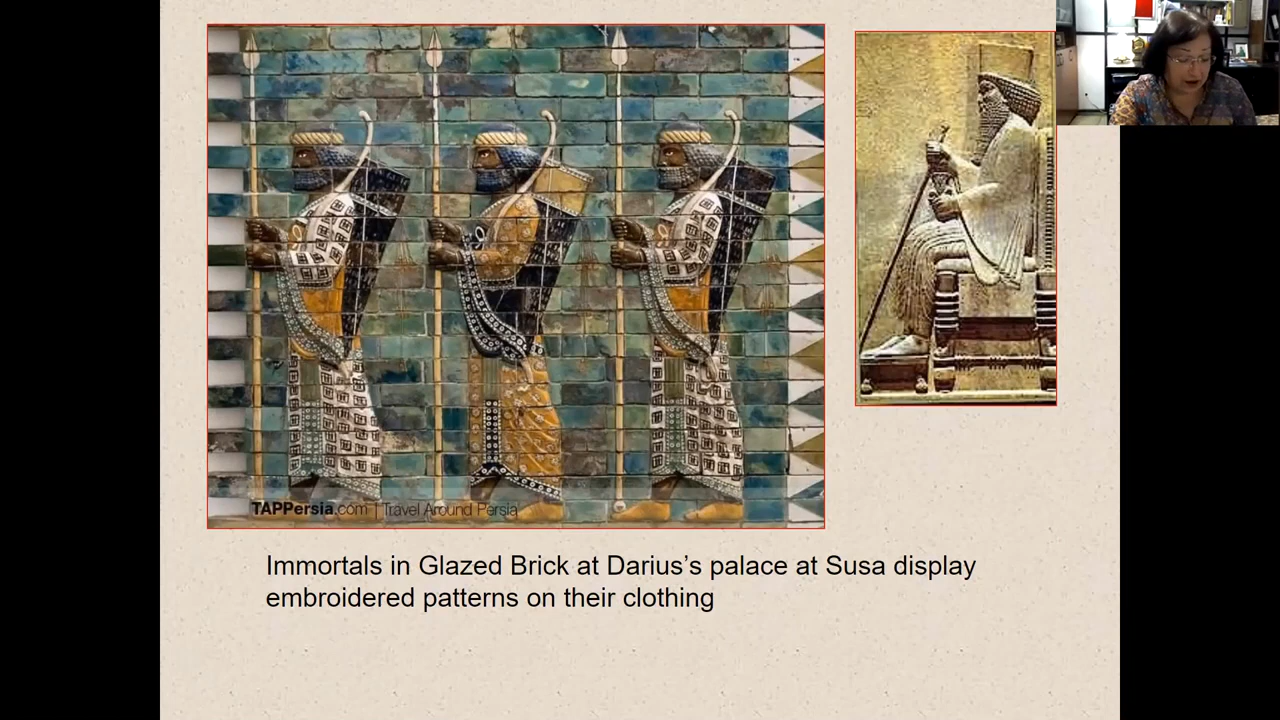 TAPPersia.com | Travel Around Persia
Immortals in Glazed Brick at Darius’s palace at Susa display
embroidered patterns on their clothing